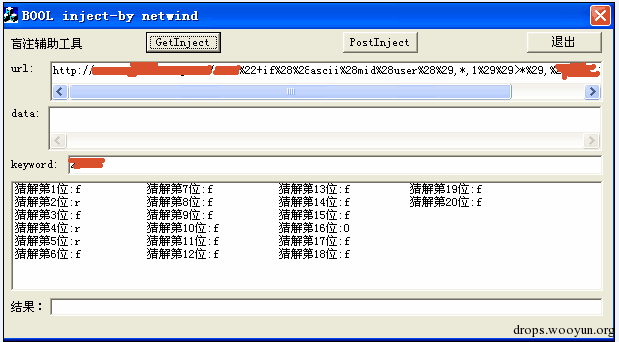 BOOL inject-by netwind
盲注辅助工具 GetInject PostInject 退出
url: http:// %22+if%28%26ascii%28mid%28user%28%29,*,1%29%29>*%29,%
data:
keyword:
猜解第1位:f 猜解第7位:f 猜解第13位:f 猜解第19位:f
猜解第2位:r 猜解第8位:f 猜解第14位:f 猜解第20位:f
猜解第3位:f 猜解第9位:f 猜解第15位:f
猜解第4位:r 猜解第10位:f 猜解第16位:0
猜解第5位:r 猜解第11位:f 猜解第17位:f
猜解第6位:f 猜解第12位:f 猜解第18位:f
结果：
drops.wooyun.org